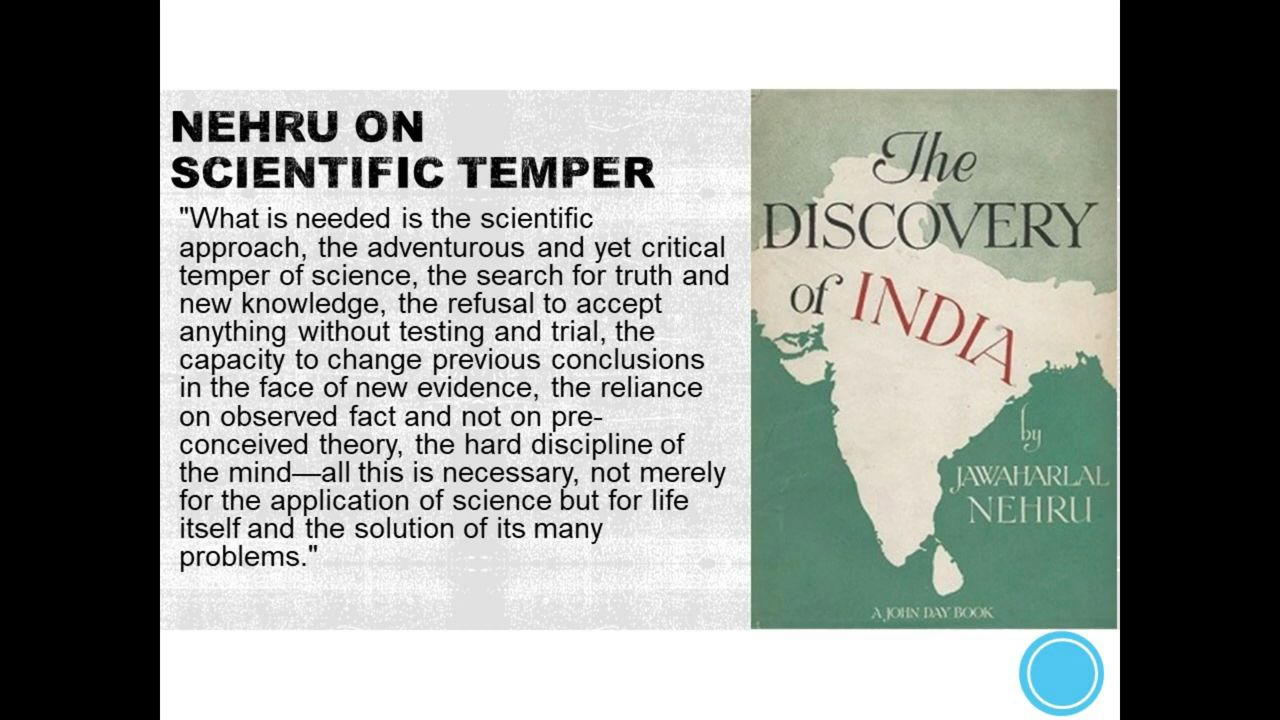 NEHRU ON
SCIENTIFIC TEMPER
"What is needed is the scientific
approach, the adventurous and yet critical
temper of science, the search for truth and
new knowledge, the refusal to accept
anything without testing and trial, the
capacity to change previous conclusions
in the face of new evidence, the reliance
on observed fact and not on pre-
conceived theory, the hard discipline of
the mind—all this is necessary, not merely
for the application of science but for life
itself and the solution of its many
problems."
The
DISCOVERY
of INDIA
by
JAWAHARLAL
NEHRU
A JOHN DAY BOOK